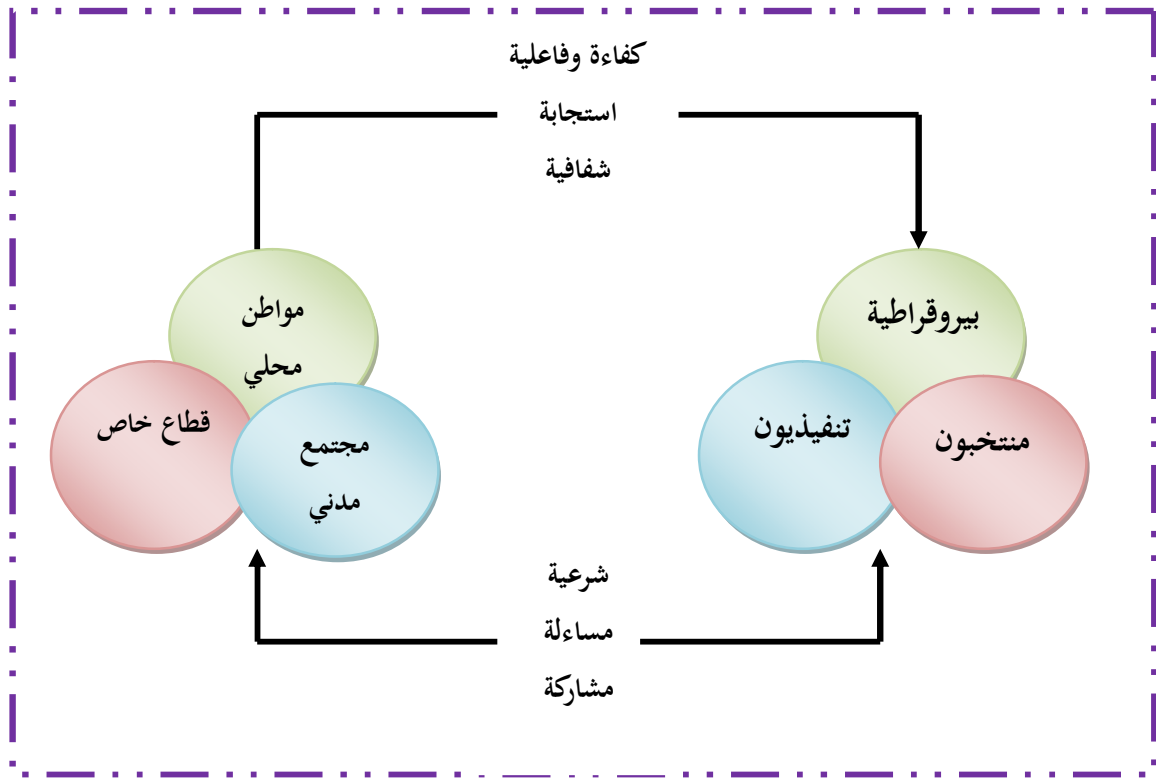 كفاءة وفاعلية
استجابة
شفافية
بيروقراطية
منتخبون
تنفيذيون
مواطن
محلي
مجتمع
مدني
قطاع خاص
شرعية
مساءلة
مشاركة